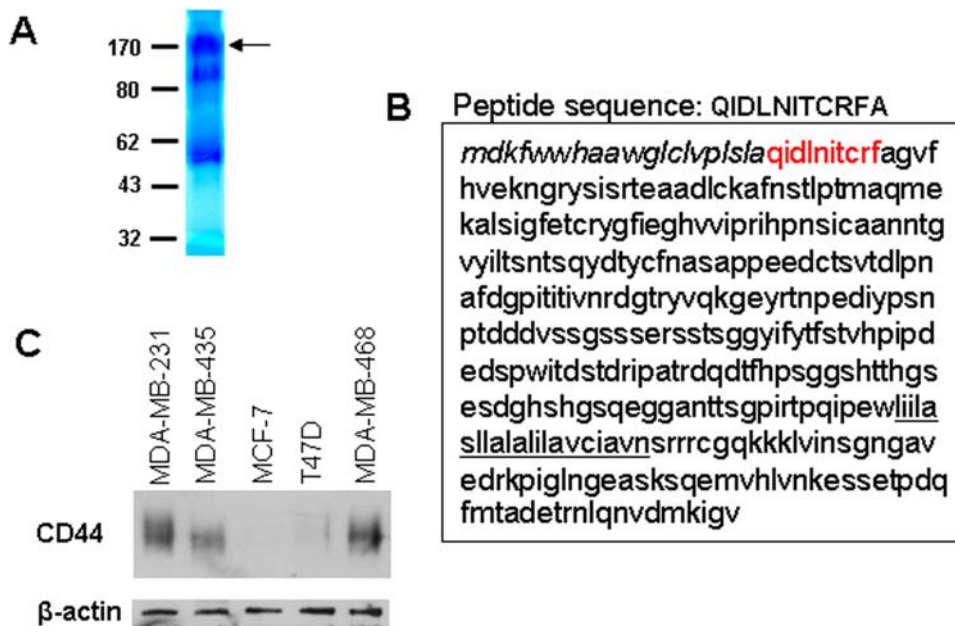 A
170
80
62
43
32
B
Peptide sequence: QIDLNITCRFA
mdkfwwhaawglclvplslaqidlnitcrfagvf
hvekngrysisrteaadlckafnstlptmaqme
kalsigfetcrygfieghvviprihpnsicaanntg
vyiltsntsqydtycfnasappeedctsvtdlpn
afdgpititivnrdgtryvqkgeyrtnpediypsn
ptdddvssgssserssstsggyifytfstvhpipd
edspwitdstdripatrdqdtfhpsggshtthgs
esdghshgsqegganttsgpirtpqipewliila
sllalalilavciavnsrrrcgqkkklvinsgngav
edrkpiglngeasksqemvhlvnkessetpdq
fmtadetrnlqnvdmkigv
C
MDA-MB-231
MDA-MB-435
MCF-7
T47D
MDA-MB-468
CD44
β-actin